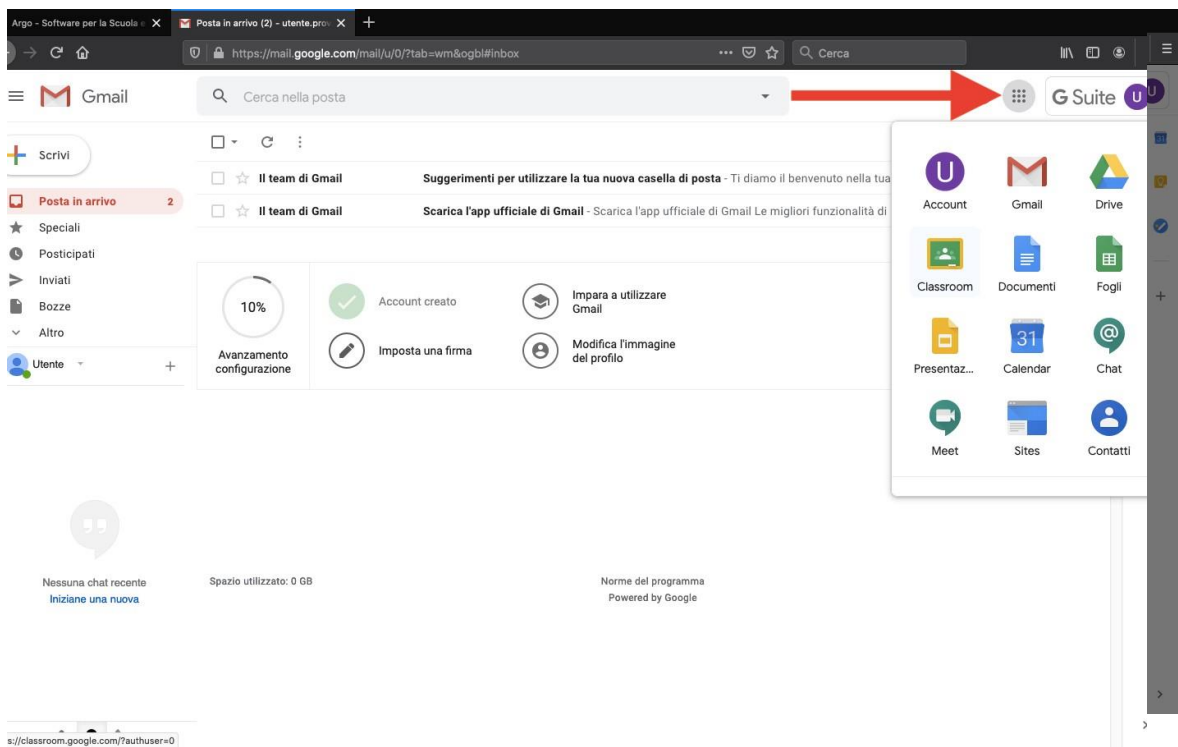 Argo - Software per la Scuola e
Posta in arrivo (2) - utente.prov
https://mail.google.com/mail/u/0/?tab=wm&ogbl#inbox
Cerca
Gmail
Cerca nella posta
G Suite
U
U
Scrivi
Posta in arrivo 2
Speciali
Posticipati
Inviati
Bozze
Altro
Utente
Il team di Gmail Suggerimenti per utilizzare la tua nuova casella di posta - Ti diamo il benvenuto nella tua
Il team di Gmail Scarica l'app ufficiale di Gmail - Scarica l'app ufficiale di Gmail Le migliori funzionalità di
10%
Avanzamento
configurazione
Account creato
Imposta una firma
Impara a utilizzare
Gmail
Modifica l'immagine
del profilo
U
Account Gmail Drive
Classroom Documenti Fogli
31
Presentaz... Calendar Chat
Meet Sites Contatti
Nessuna chat recente
Iniziane una nuova
Spazio utilizzato: 0 GB
Norme del programma
Powered by Google
s://classroom.google.com/?authuser=0